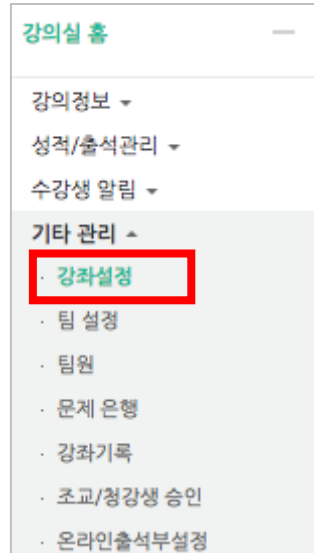 강의실 홈
강의정보
성적/출석관리
수강생 알림
기타 관리
· 강좌설정
· 팀 설정
· 팀원
· 문제 은행
· 강좌기록
· 조교/청강생 승인
· 온라인출석부설정